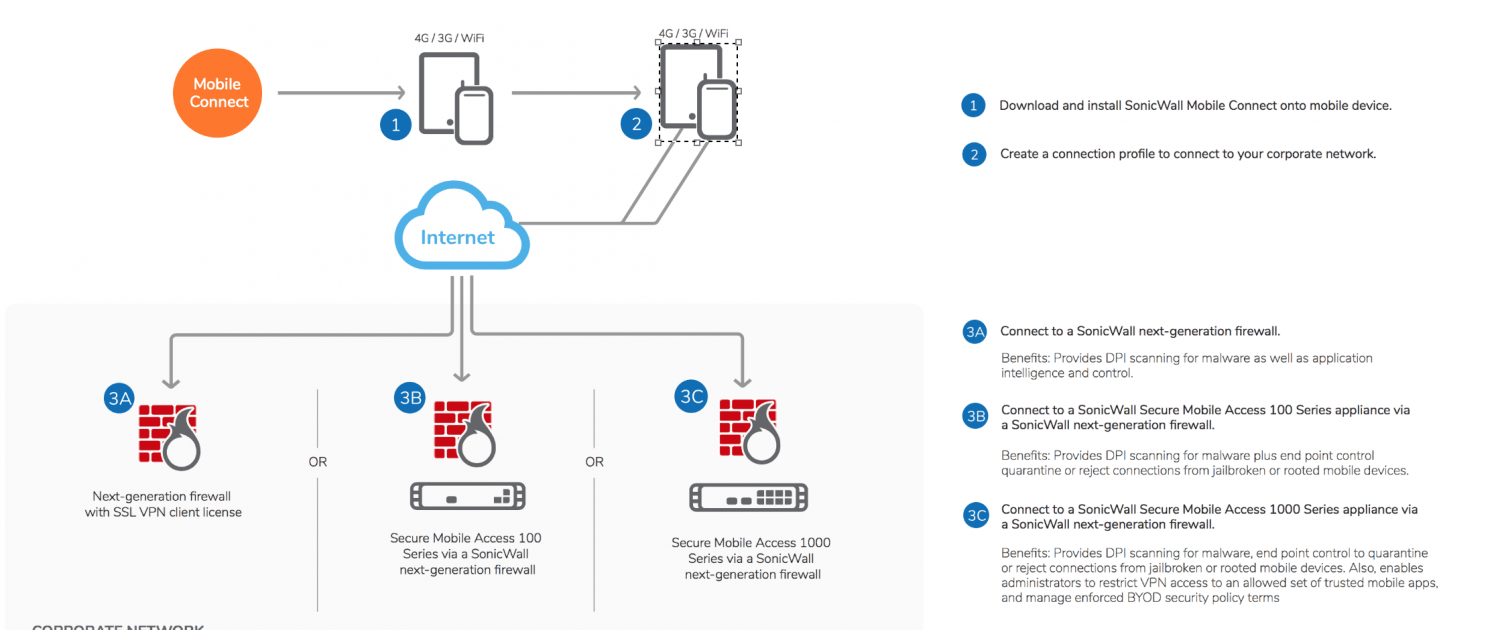 4G / 3G / WiFi
4G / 3G / WiFi
Mobile
Connect
1
2
Internet
3A
3B
3C
OR
OR
Next-generation firewall
with SSL VPN client license
Secure Mobile Access 100
Series via a SonicWall
next-generation firewall
Secure Mobile Access 1000
Series via a SonicWall
next-generation firewall
CORPORATE NETWORK
1 Download and install SonicWall Mobile Connect onto mobile device.
2 Create a connection profile to connect to your corporate network.
3A Connect to a SonicWall next-generation firewall.
Benefits: Provides DPI scanning for malware as well as application
intelligence and control.
3B Connect to a SonicWall Secure Mobile Access 100 Series appliance via
a SonicWall next-generation firewall.
Benefits: Provides DPI scanning for malware plus end point control
quarantine or reject connections from jailbroken or rooted mobile devices.
3C Connect to a SonicWall Secure Mobile Access 1000 Series appliance via
a SonicWall next-generation firewall.
Benefits: Provides DPI scanning for malware, end point control to quarantine
or reject connections from jailbroken or rooted mobile devices. Also, enables
administrators to restrict VPN access to an allowed set of trusted mobile apps,
and manage enforced BYOD security policy terms